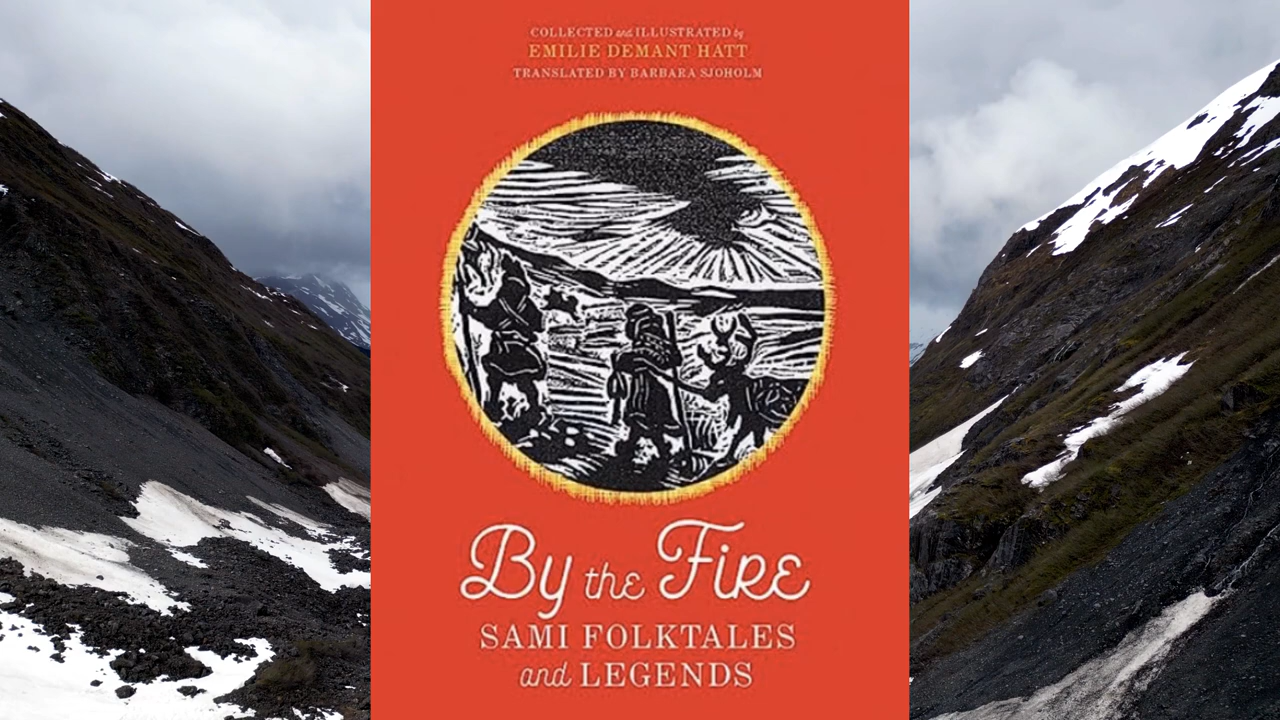 COLLECTED and ILLUSTRATED by
EMILIE DEMANT HATT
TRANSLATED BY BARBARA SJOHOLM
By the Fire
SAMI FOLKTALES
and LEGENDS